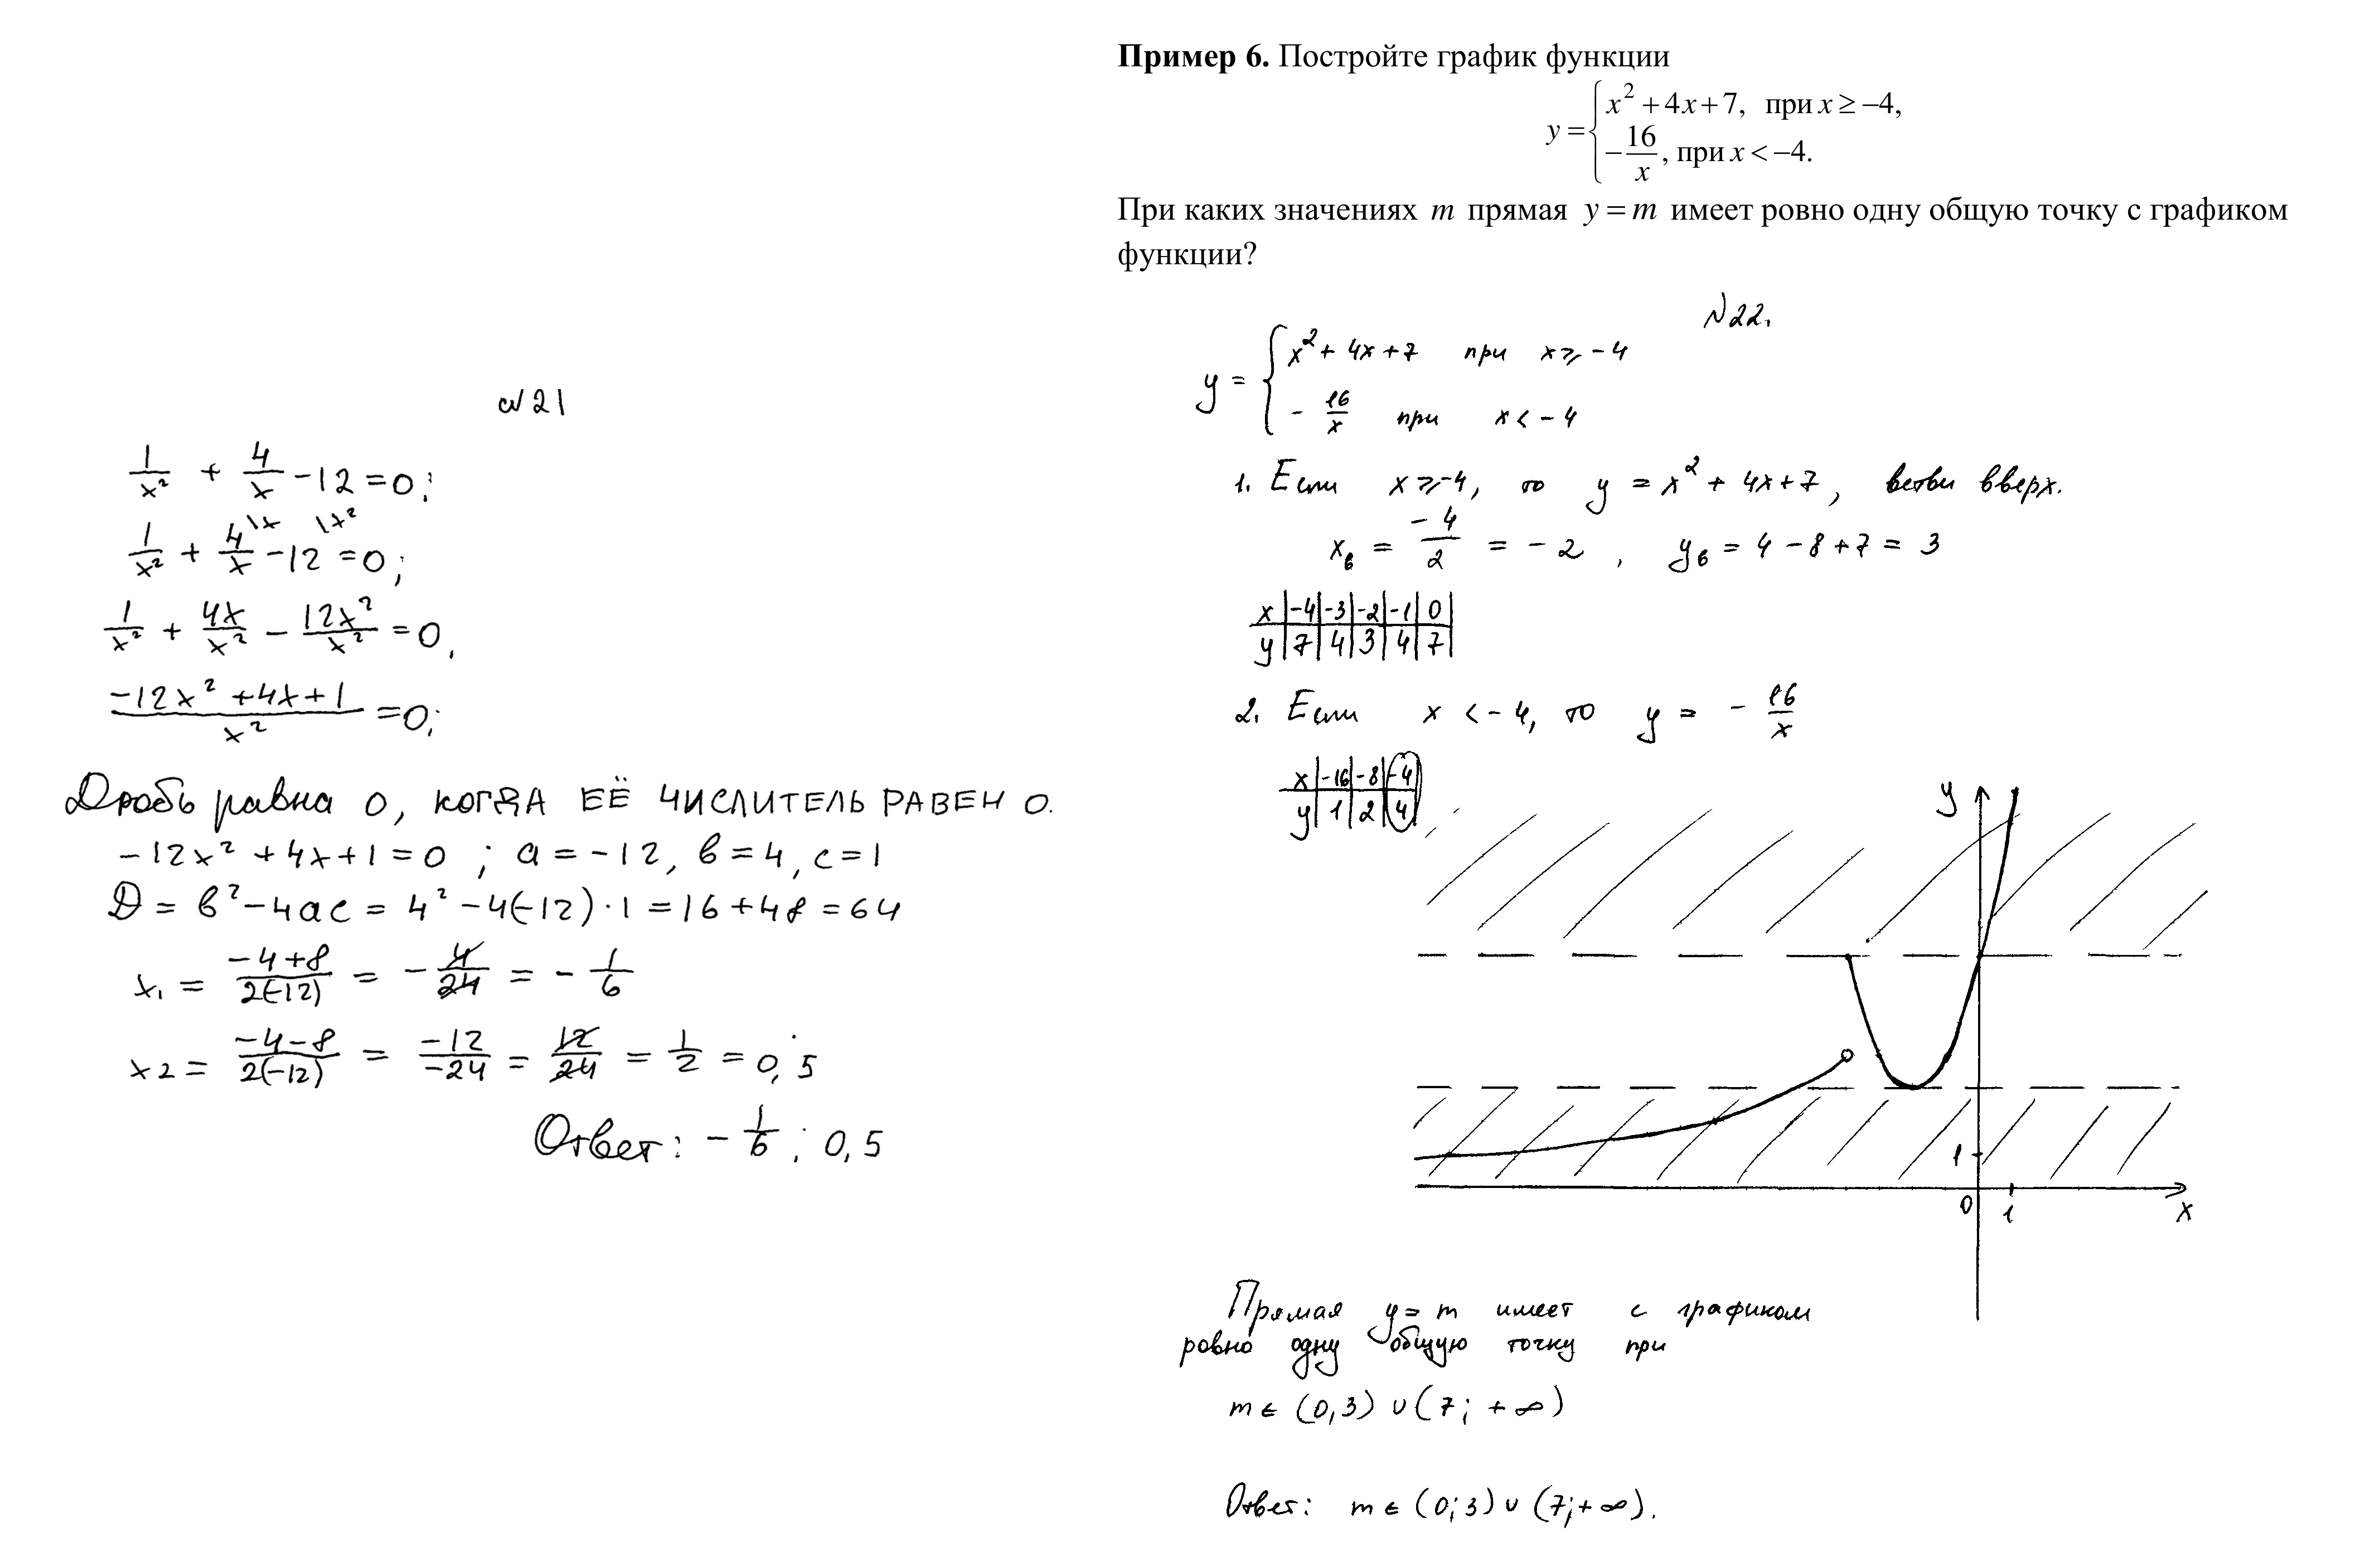 №21
1/x² + 4/x - 12 = 0;
1/x² + 4/x \x - 12 \x² = 0;
1/x² + 4x/x² - 12x²/x² = 0,
(-12x² + 4x + 1)/x² = 0;
Дробь равна 0, когда её числитель равен 0.
-12x² + 4x + 1 = 0 ; a = -12, b = 4, c = 1
D = b² - 4ac = 4² - 4(-12)·1 = 16 + 48 = 64
x₁ = (-4+8)/(2(-12)) = -4/24 = -1/6
x2 = (-4-8)/(2(-12)) = -12/-24 = 12/24 = 1/2 = 0,5
Ответ: -1/6; 0,5
Пример 6. Постройте график функции
y = { x² + 4x + 7, при x ≥ -4,
-16/x, при x < -4.
При каких значениях m прямая y = m имеет ровно одну общую точку с графиком
функции?
№22.
y = { x² + 4x + 7 при x ⩾ -4
- 16/x при x < -4
1. Если x ⩾ -4, то y = x² + 4x + 7, ветви вверх.
xв = -4/2 = -2, yв = 4 - 8 + 7 = 3
x | -4 | -3 | -2 | -1 | 0 |
y | 7 | 4 | 3 | 4 | 7 |
2. Если x < -4, то y = - 16/x
x | -16 | -8 | -4
y | 1 | 2 | 4
y
1
0 1 x
Прямая y = m имеет с графиком
ровно одну общую точку при
m ∈ (0,3) ∪ (7; +∞)
Ответ: m ∈ (0;3) ∪ (7;+∞).